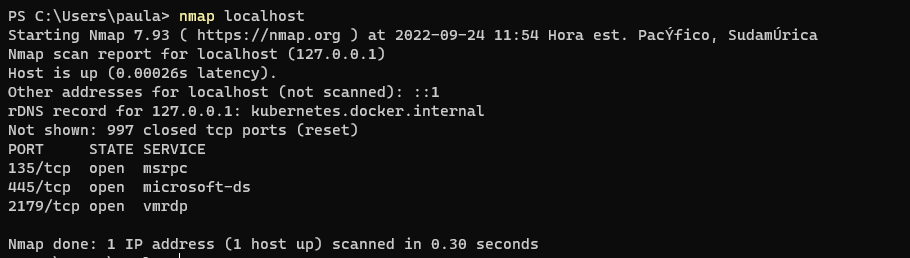 PS C:\Users\paula> nmap localhost
Starting Nmap 7.93 ( https://nmap.org ) at 2022-09-24 11:54 Hora est. PacÝfico, SudamÚrica
Nmap scan report for localhost (127.0.0.1)
Host is up (0.00026s latency).
Other addresses for localhost (not scanned): ::1
rDNS record for 127.0.0.1: kubernetes.docker.internal
Not shown: 997 closed tcp ports (reset)
PORT     STATE SERVICE
135/tcp  open  msrpc
445/tcp  open  microsoft-ds
2179/tcp open  vmrdp
Nmap done: 1 IP address (1 host up) scanned in 0.30 seconds